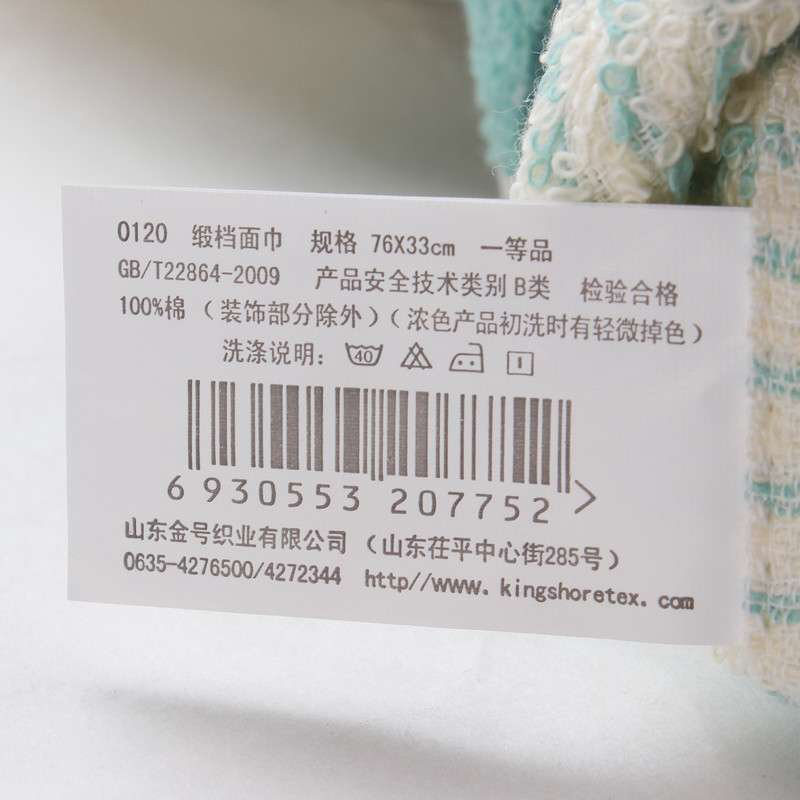 0120 缎档面巾 规格 76X33cm 一等品
GB/T22864-2009 产品安全技术类别 B类 检验合格
100%棉（装饰部分除外）（浓色产品初洗时有轻微掉色）
洗涤说明： 40
6 930553 207752 >
山东金号织业有限公司（山东茌平中心街285号）
0635-4276500/4272344 http//www. kingshoretex. com